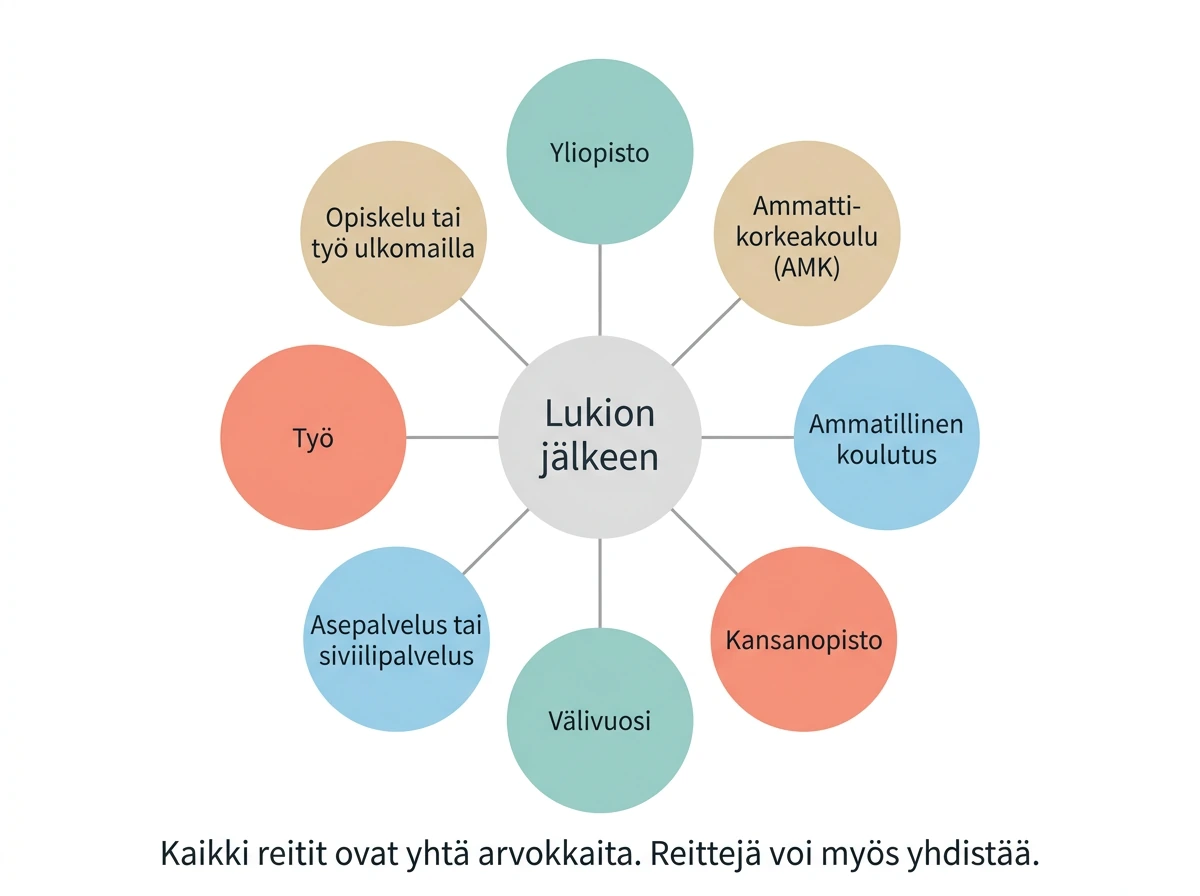 Yliopisto
Ammatti-
korkeakoulu
(AMK)
Ammatillinen
koulutus
Kansanopisto
Välivuosi
Asepalvelus tai
siviilipalvelus
Työ
Opiskelu tai
työ ulkomailla
Lukion
jälkeen
Kaikki reitit ovat yhtä arvokkaita. Reittejä voi myös yhdistää.